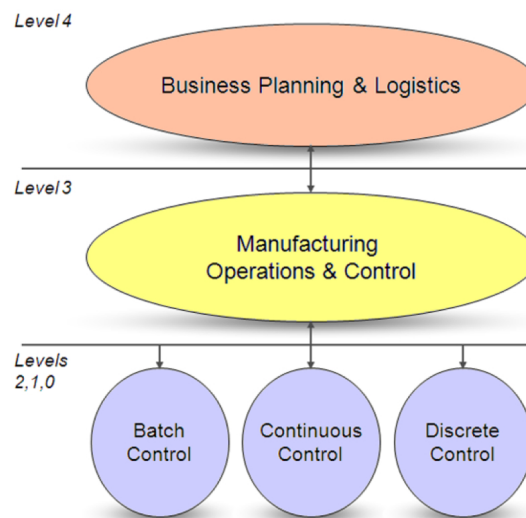 Level 4
Business Planning & Logistics
Level 3
Manufacturing
Operations & Control
Levels
2,1,0
Batch
Control
Continuous
Control
Discrete
Control